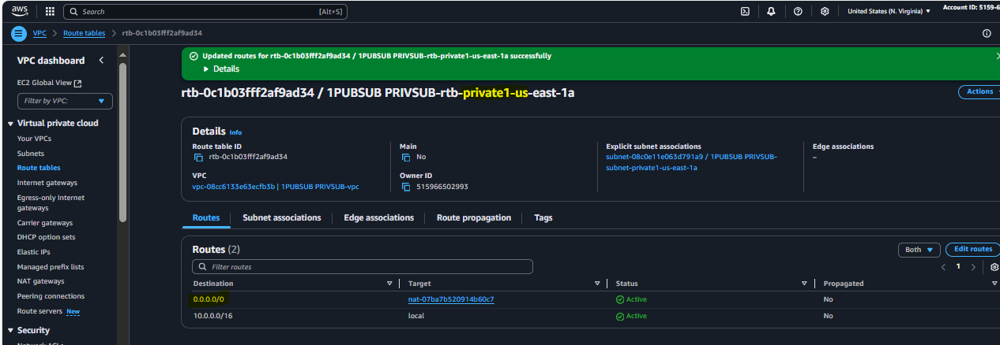 aws Search [Alt+S] United States (N. Virginia) Account ID: 5159-6
VPC Route tables rtb-0c1b03fff2af9ad34
VPC dashboard
EC2 Global View
Filter by VPC:
Virtual private cloud
Your VPCs
Subnets
Route tables
Internet gateways
Egress-only Internet
gateways
Carrier gateways
DHCP option sets
Elastic IPs
Managed prefix lists
NAT gateways
Peering connections
Route servers New
Security
Network ACLs
Updated routes for rtb-0c1b03fff2af9ad34 / 1PUBSUB PRIVSUB-rtb-private1-us-east-1a successfully
Details
rtb-0c1b03fff2af9ad34 / 1PUBSUB PRIVSUB-rtb-private1-us-east-1a
Actions
Details Info
Route table ID
rtb-0c1b03fff2af9ad34
Main
No
Explicit subnet associations
subnet-08c0e11e063d791a9 / 1PUBSUB PRIVSUB-
subnet-private1-us-east-1a
Edge associations
–
VPC
vpc-08cc6133e63ecfb3b | 1PUBSUB PRIVSUB-vpc
Owner ID
515966502993
Routes Subnet associations Edge associations Route propagation Tags
Routes (2)
Both Edit routes
Filter routes
1
Destination Target Status Propagated
0.0.0.0/0 nat-07ba7b520914b60c7 Active No
10.0.0.0/16 local Active No